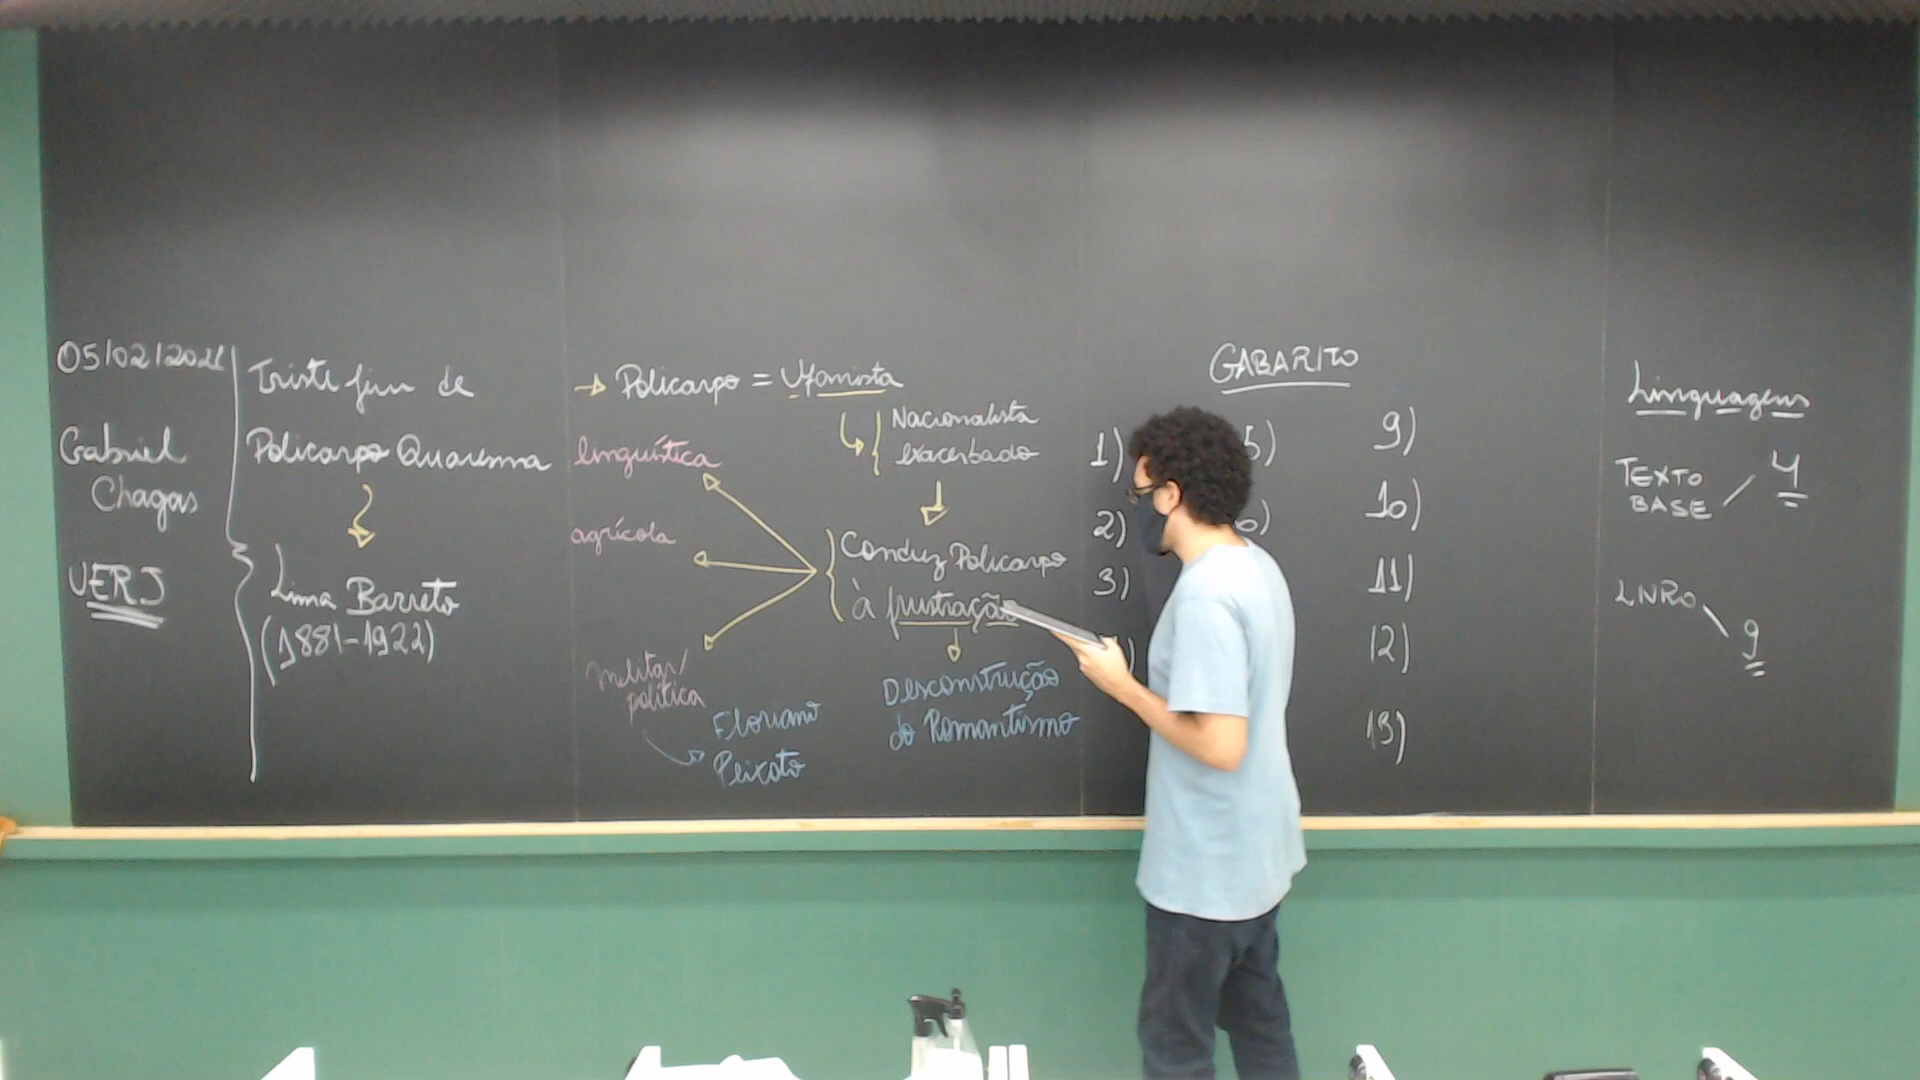 05/02/2021
Gabriel
Chagas
UERJ
Triste fim de
Policarpo Quaresma
Lima Barreto
(1881-1922)
→ Policarpo = Ufanista
Nacionalista
exacerbado
Conduz Policarpo
à frustração
Desconstrução
do Romantismo
linguística
agrícola
militar/
política
Floriano
Peixoto
GABARITO
1)
2)
3)
5)
6)
9)
10)
11)
12)
13)
Linguagens
TEXTO
BASE
4
LIVRO
9